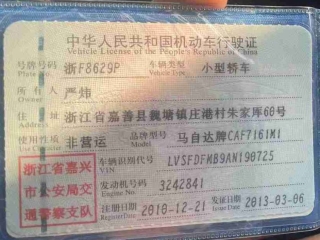 中华人民共和国机动车行驶证
Vehicle License of the People's Republic of China
号牌号码 浙F8629P 车辆类型 小型轿车
Plate No. Vehicle Type
所有人 严炜
Owner
住址 浙江省嘉善县魏塘镇庄港村朱家库60号
Address
使用性质 非营运 品牌型号 马自达牌CAF7161M1
Model
浙江省嘉兴
市公安局交
通警察支队
车辆识别代号 LVSFDFMB9AN190725
VIN
发动机号码 3242841
Engine No.
注册日期 2010-12-21 发证日期 2013-03-06
Register Date Issue Date